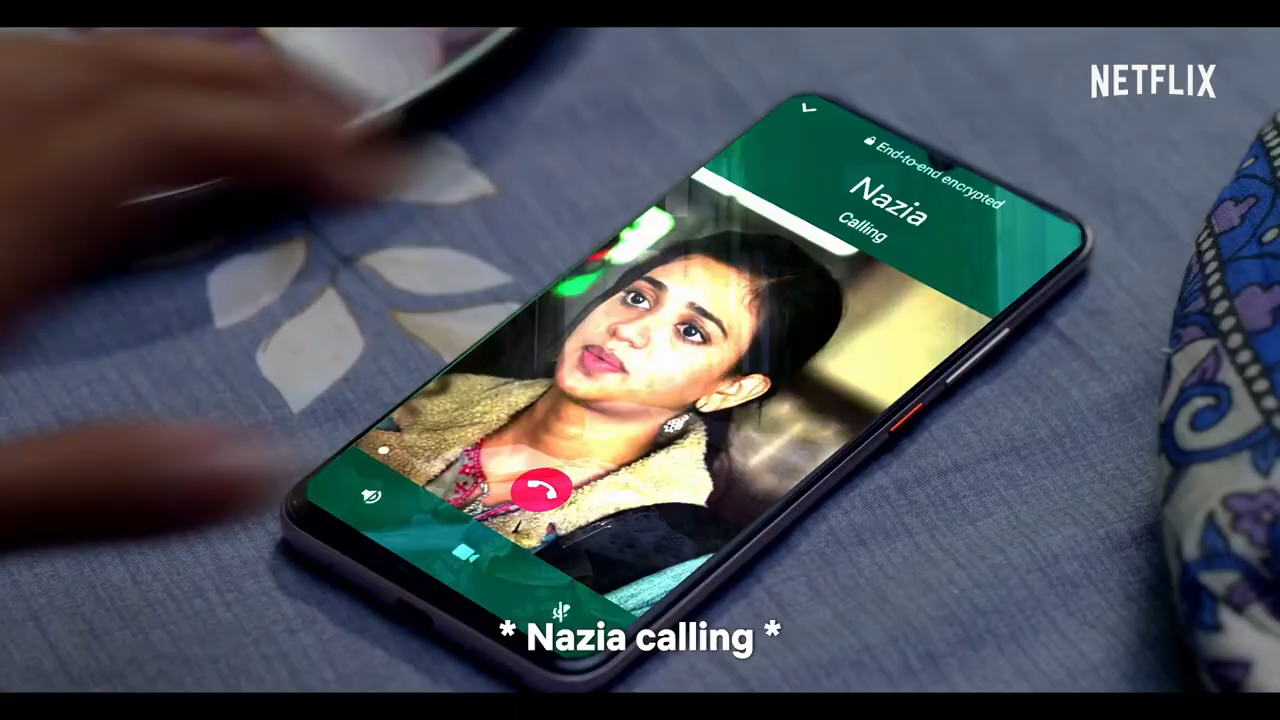 NETFLIX
End-to-end encrypted
Nazia
Calling
* Nazia calling *